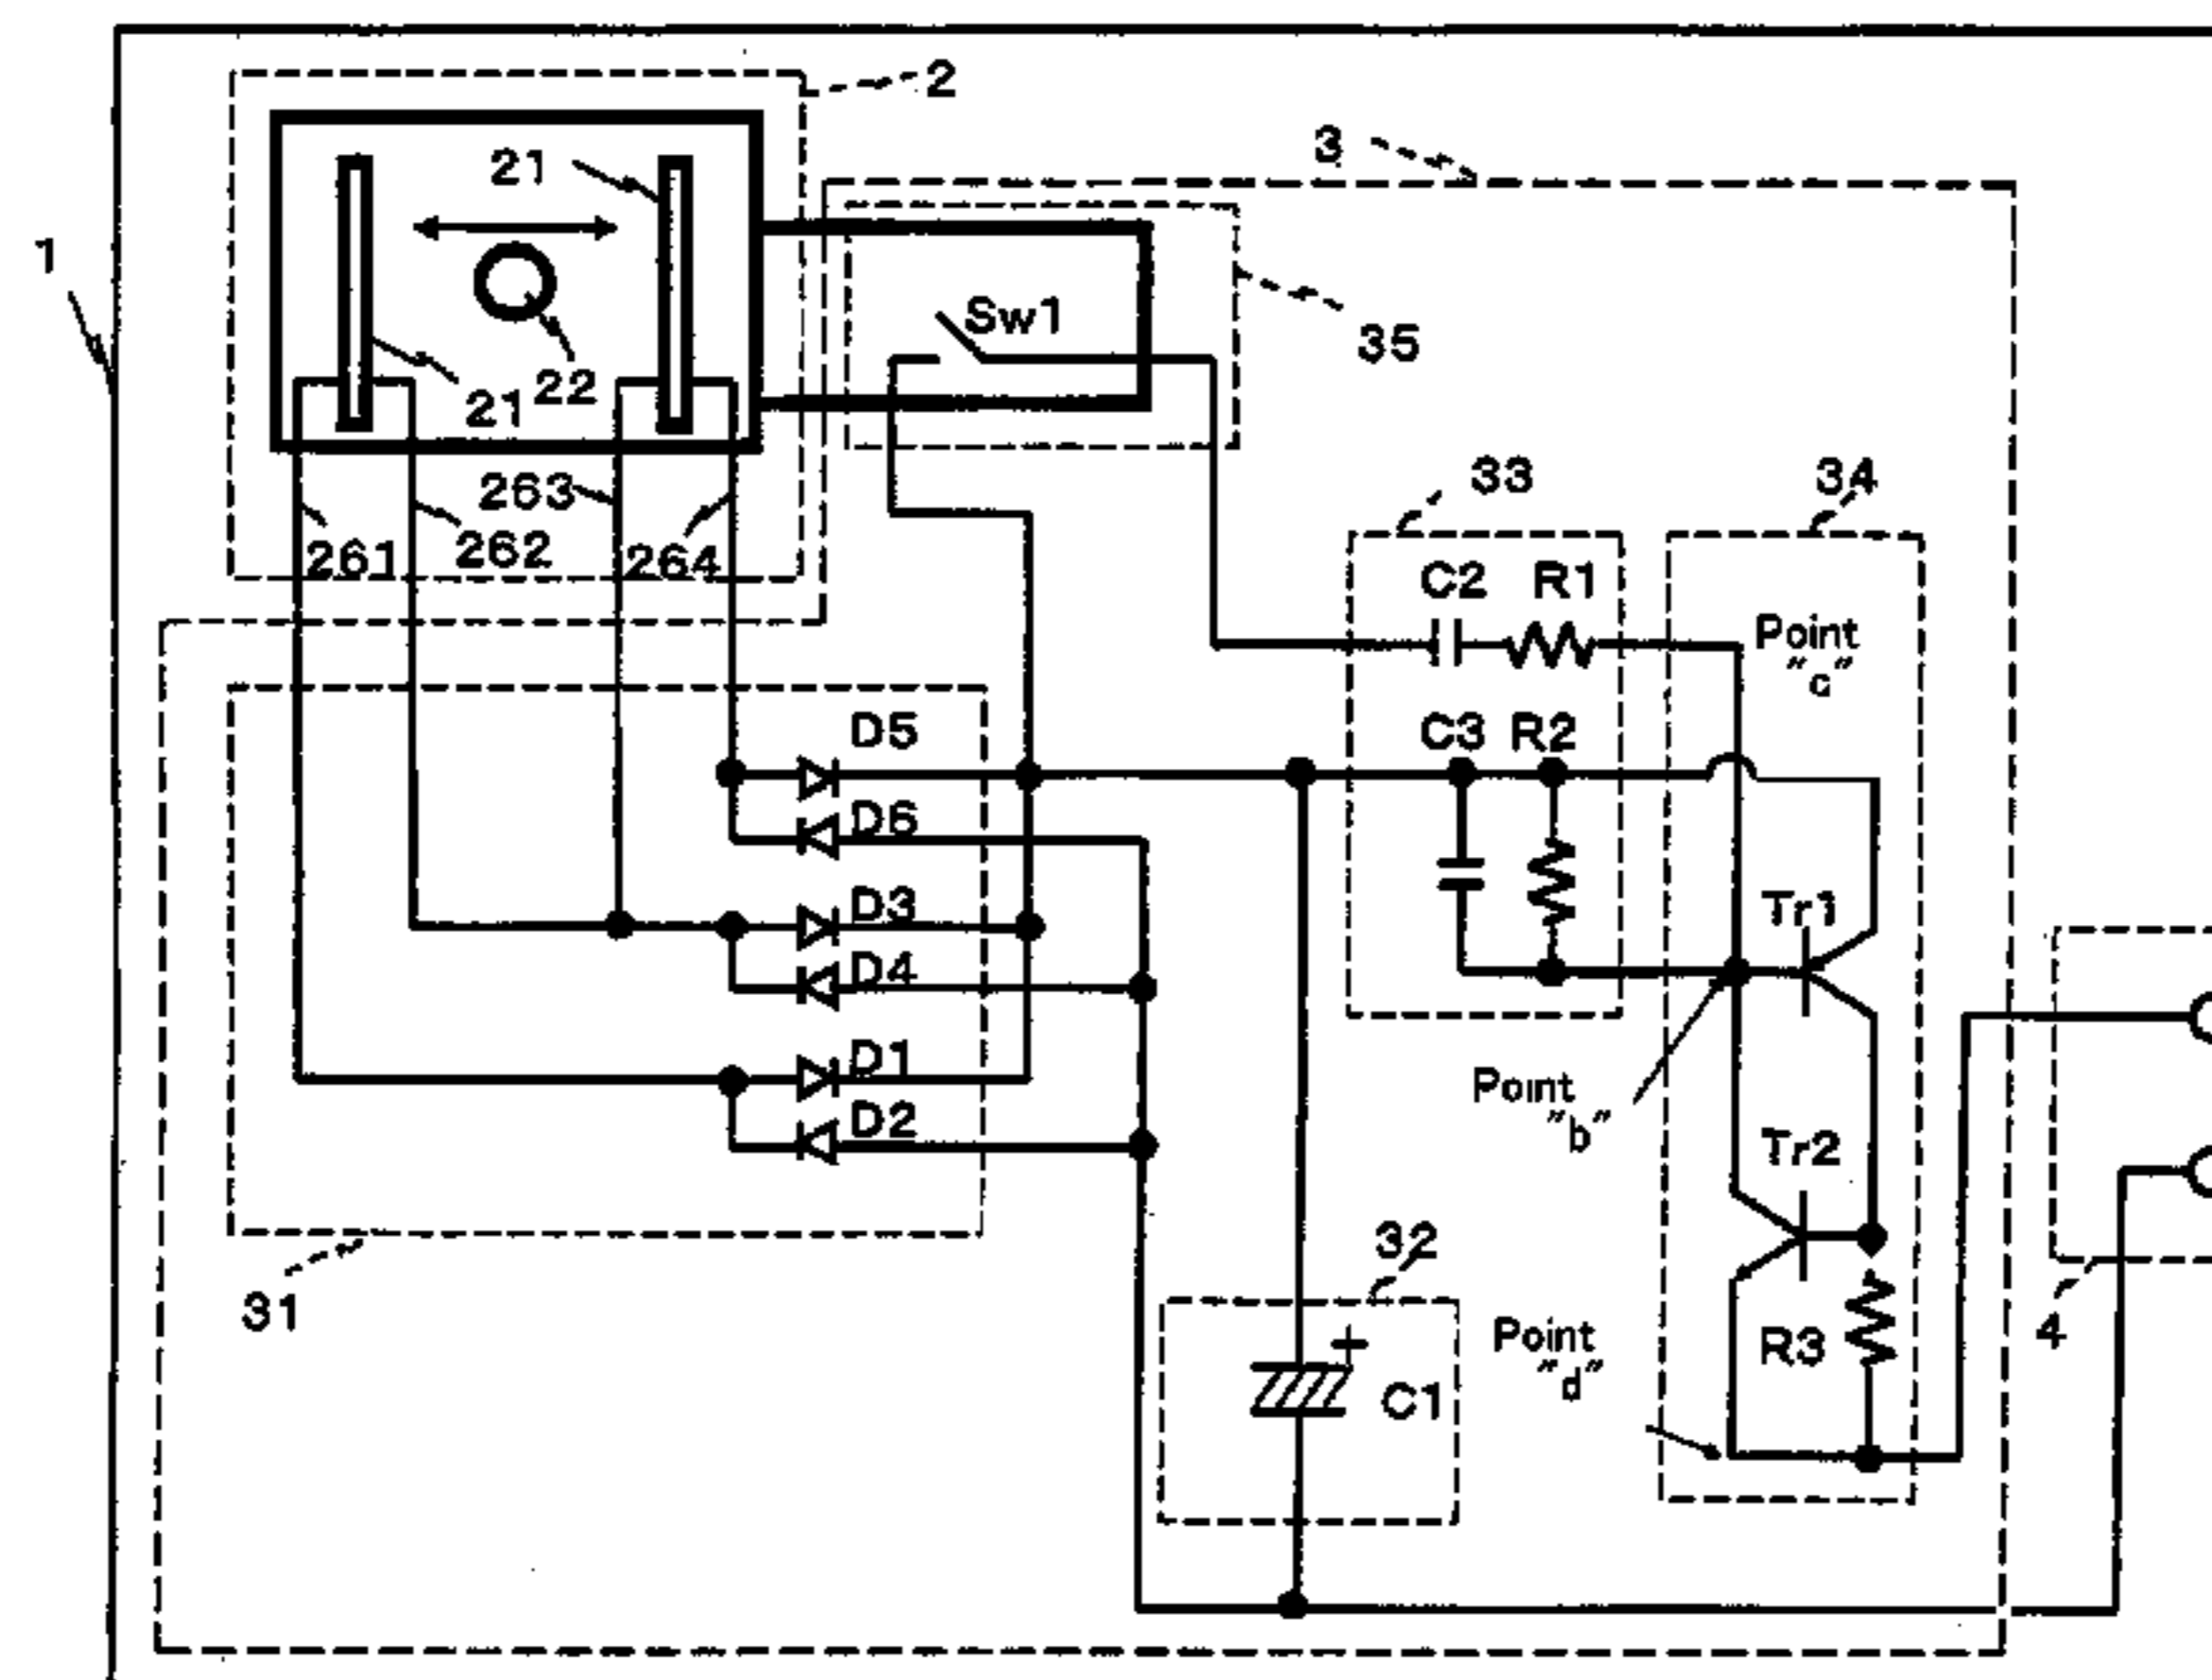 2
3
21
1
Sw1
35
22
21
263
33
34
261
262
264
C2
R1
Point
"c"
D5
C3
R2
D6
D3
Tr1
D4
D1
Point
"b"
D2
Tr2
32
31
Point
"d"
R3
4
+
C1